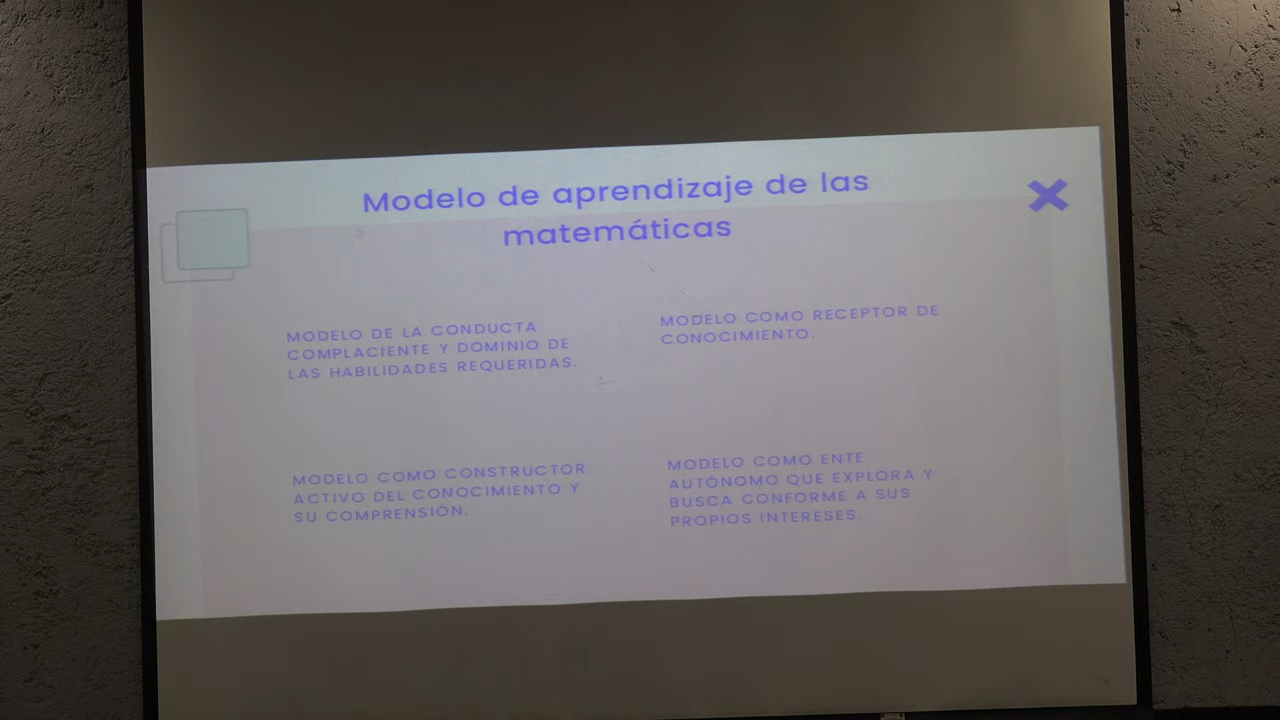 Modelo de aprendizaje de las
matemáticas
MODELO DE LA CONDUCTA
COMPLACIENTE Y DOMINIO DE
LAS HABILIDADES REQUERIDAS.
MODELO COMO RECEPTOR DE
CONOCIMIENTO.
MODELO COMO CONSTRUCTOR
ACTIVO DEL CONOCIMIENTO Y
SU COMPRENSIÓN.
MODELO COMO ENTE
AUTÓNOMO QUE EXPLORA Y
BUSCA CONFORME A SUS
PROPIOS INTERESES.